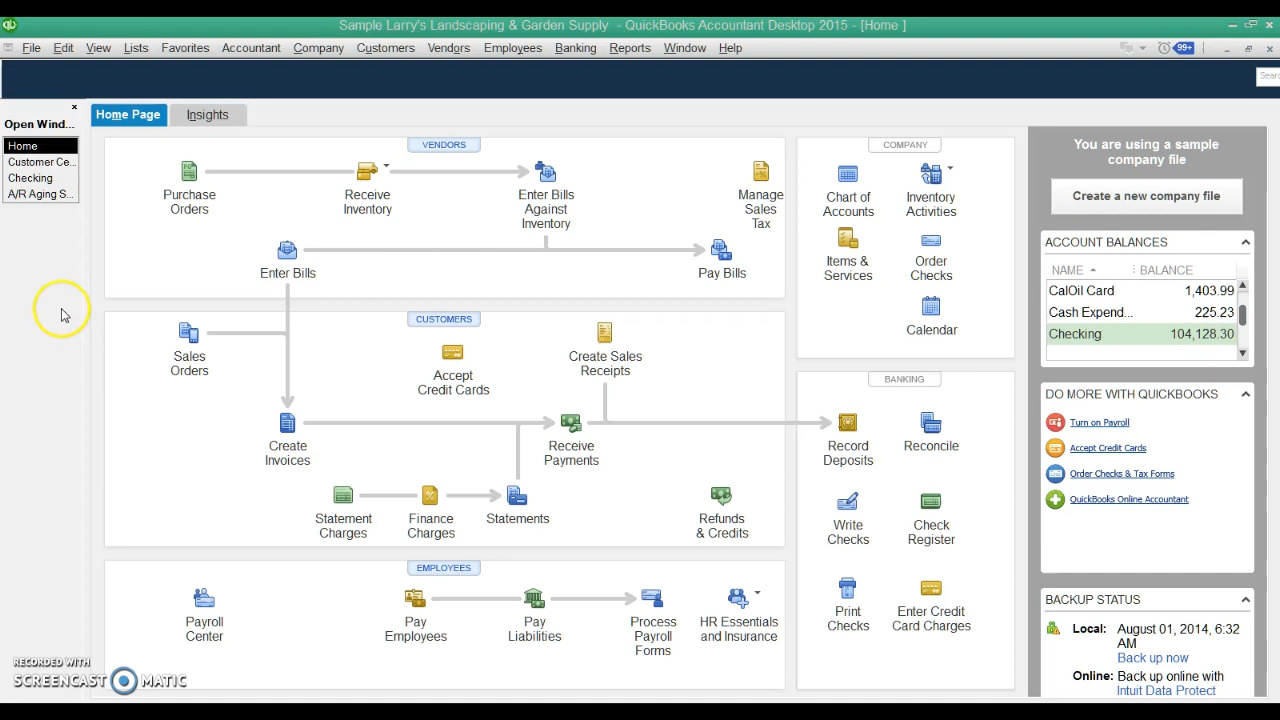 Sample Larry's Landscaping & Garden Supply - QuickBooks Accountant Desktop 2015 - [Home ]
File Edit View Lists Favorites Accountant Company Customers Vendors Employees Banking Reports Window Help
99+
Sear
Open Wind...
Home
Customer Ce...
Checking
A/R Aging S...
Home Page Insights
VENDORS
Purchase
Orders
Receive
Inventory
Enter Bills
Against
Inventory
Manage
Sales
Tax
Enter Bills
Pay Bills
CUSTOMERS
Sales
Orders
Accept
Credit Cards
Create Sales
Receipts
Create
Invoices
Receive
Payments
Statement
Charges
Finance
Charges
Statements
Refunds
& Credits
EMPLOYEES
Payroll
Center
Pay
Employees
Pay
Liabilities
Process
Payroll
Forms
HR Essentials
and Insurance
COMPANY
Chart of
Accounts
Inventory
Activities
Items &
Services
Order
Checks
Calendar
BANKING
Record
Deposits
Reconcile
Write
Checks
Check
Register
Print
Checks
Enter Credit
Card Charges
You are using a sample
company file
Create a new company file
ACCOUNT BALANCES
NAME BALANCE
CalOil Card 1,403.99
Cash Expend... 225.23
Checking 104,128.30
DO MORE WITH QUICKBOOKS
Turn on Payroll
Accept Credit Cards
Order Checks & Tax Forms
QuickBooks Online Accountant
BACKUP STATUS
Local: August 01, 2014, 6:32
AM
Back up now
Online: Back up online with
Intuit Data Protect
RECORDED WITH
SCREENCAST MATIC